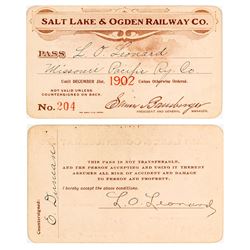 SALT LAKE & OGDEN RAILWAY CO.
PASS L. O. Leonard
Missouri Pacific Ry. Co.
UNTIL DECEMBER 31ST, 1902 UNLESS OTHERWISE ORDERED.
NOT VALID UNLESS
COUNTERSIGNED ON BACK.
No. 204 Simon Bamberger
PRESIDENT AND GENERAL MANAGER.
THIS PASS IS NOT TRANSFERABLE,
AND THE PERSON ACCEPTING AND USING IT THEREBY
ASSUMES ALL RISK OF ACCIDENT AND DAMAGE
TO PERSON AND PROPERTY.
I hereby accept the above conditions.
L. O. Leonard
Countersigned:
Duncan